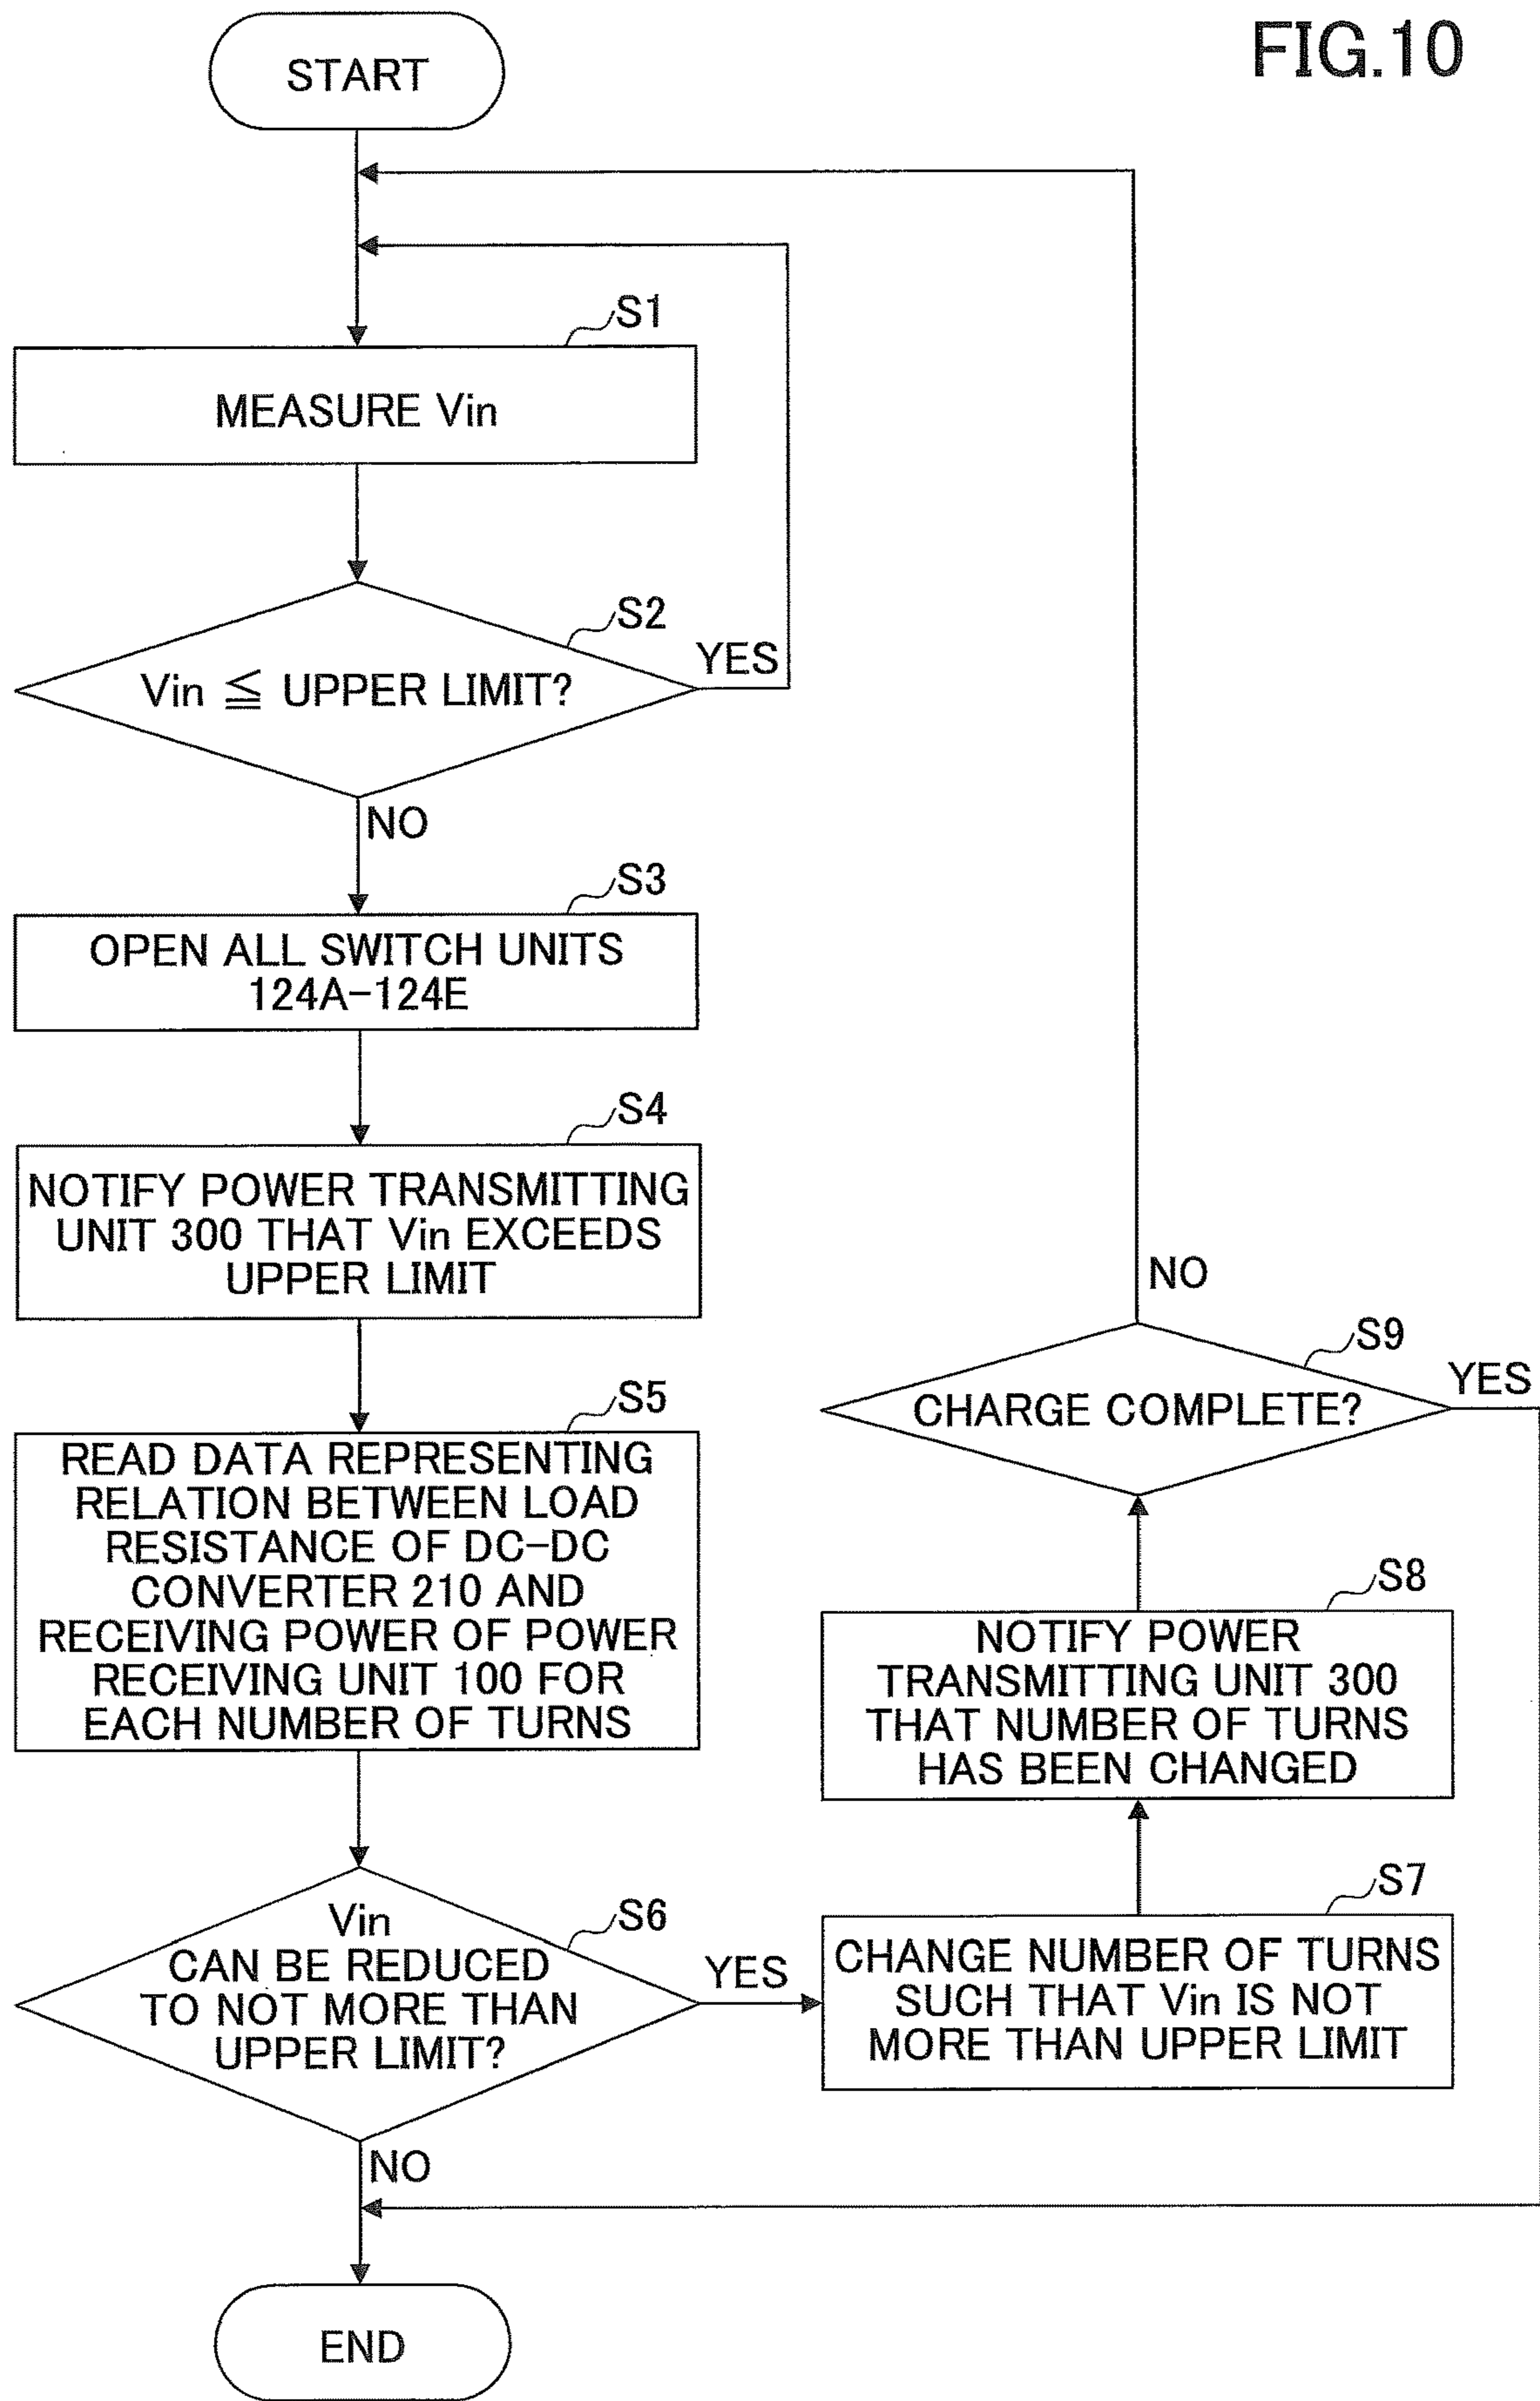 FIG.10
START
S1
MEASURE Vin
S2
Vin ≦ UPPER LIMIT?
YES
NO
S3
OPEN ALL SWITCH UNITS
124A-124E
S4
NOTIFY POWER TRANSMITTING
UNIT 300 THAT Vin EXCEEDS
UPPER LIMIT
S5
READ DATA REPRESENTING
RELATION BETWEEN LOAD
RESISTANCE OF DC-DC
CONVERTER 210 AND
RECEIVING POWER OF POWER
RECEIVING UNIT 100 FOR
EACH NUMBER OF TURNS
S6
Vin
CAN BE REDUCED
TO NOT MORE THAN
UPPER LIMIT?
YES
NO
S7
CHANGE NUMBER OF TURNS
SUCH THAT Vin IS NOT
MORE THAN UPPER LIMIT
S8
NOTIFY POWER
TRANSMITTING UNIT 300
THAT NUMBER OF TURNS
HAS BEEN CHANGED
S9
CHARGE COMPLETE?
YES
NO
END